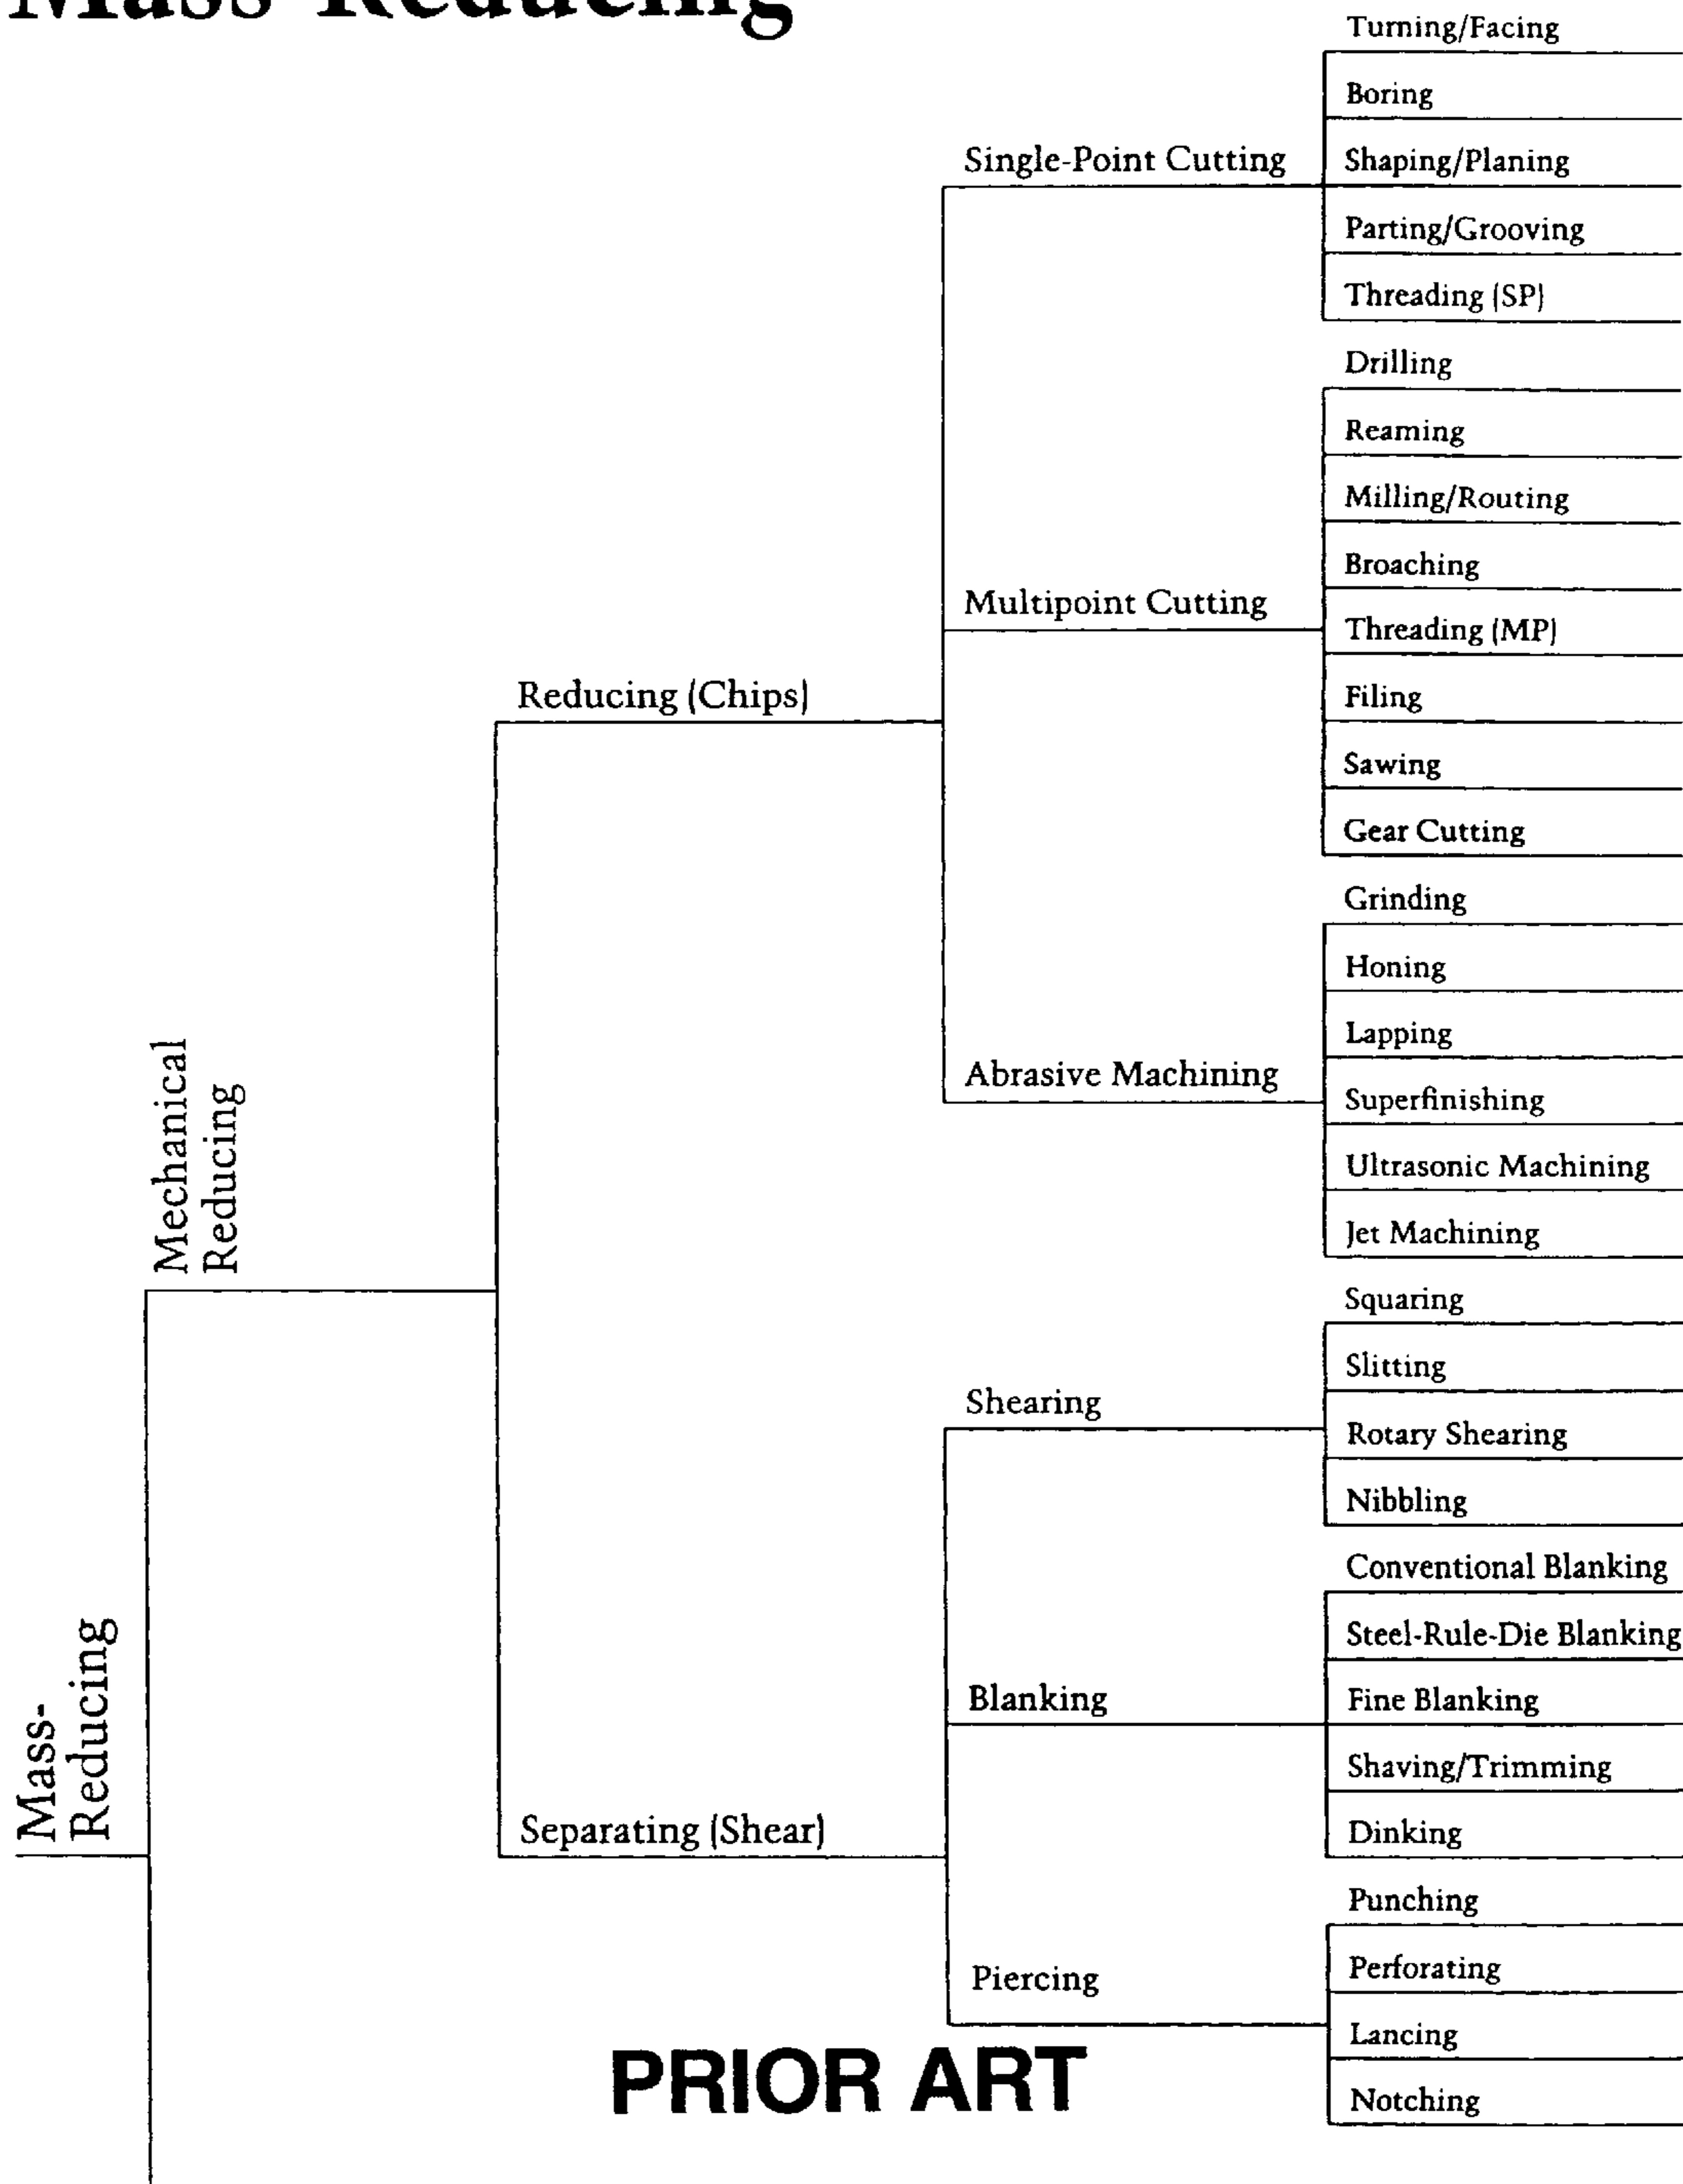 Mass-Reducing
Turning/Facing
Boring
Single-Point Cutting
Shaping/Planing
Parting/Grooving
Threading (SP)
Drilling
Reaming
Milling/Routing
Broaching
Multipoint Cutting
Threading (MP)
Reducing (Chips)
Filing
Sawing
Gear Cutting
Grinding
Honing
Lapping
Abrasive Machining
Superfinishing
Ultrasonic Machining
Jet Machining
Mechanical
Reducing
Squaring
Slitting
Shearing
Rotary Shearing
Nibbling
Conventional Blanking
Steel-Rule-Die Blanking
Blanking
Fine Blanking
Shaving/Trimming
Mass-
Reducing
Separating (Shear)
Dinking
Punching
Perforating
Piercing
Lancing
Notching
PRIOR ART